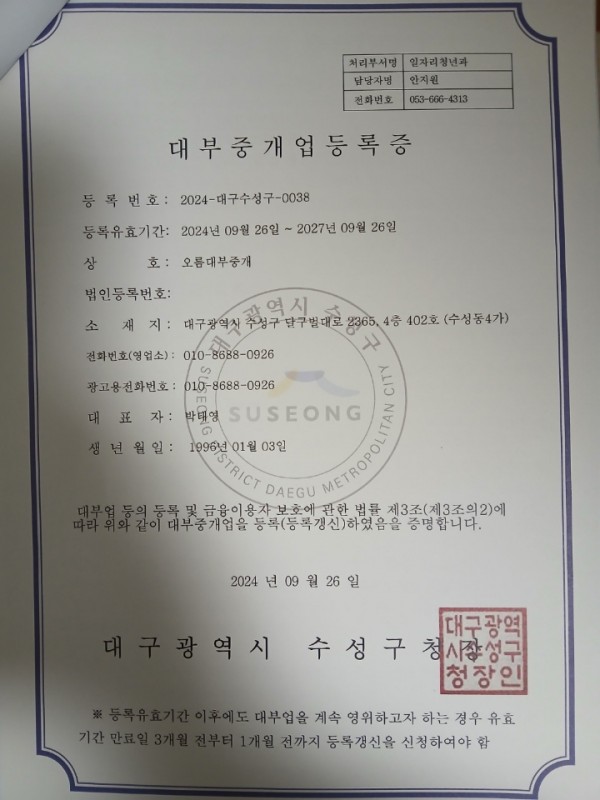 처리부서명 일자리청년과
담당자명 안지원
전화번호 053-666-4313
대부중개업등록증
등 록 번 호 : 2024-대구수성구-0038
등록유효기간: 2024년 09월 26일 ~ 2027년 09월 26일
상 호 : 오름대부중개
법인등록번호:
소 재 지 : 대구광역시 수성구 달구벌대로 2365, 4층 402호 (수성동4가)
전화번호(영업소) : 010-8688-0926
광고용전화번호 : 010-8688-0926
대 표 자 : 박태영
생 년 월 일 : 1996년 01월 03일
대구광역시 수성구
SUSEONG
SUSEONG DISTRICT DAEGU METROPOLITAN CITY
대부업 등의 등록 및 금융이용자 보호에 관한 법률 제3조(제3조의2)에
따라 위와 같이 대부중개업을 등록(등록갱신)하였음을 증명합니다.
2024 년 09 월 26 일
대 구 광 역 시 수 성 구 청 장
대구광역
시수성구
청장인
※ 등록유효기간 이후에도 대부업을 계속 영위하고자 하는 경우 유효
기간 만료일 3개월 전부터 1개월 전까지 등록갱신을 신청하여야 함